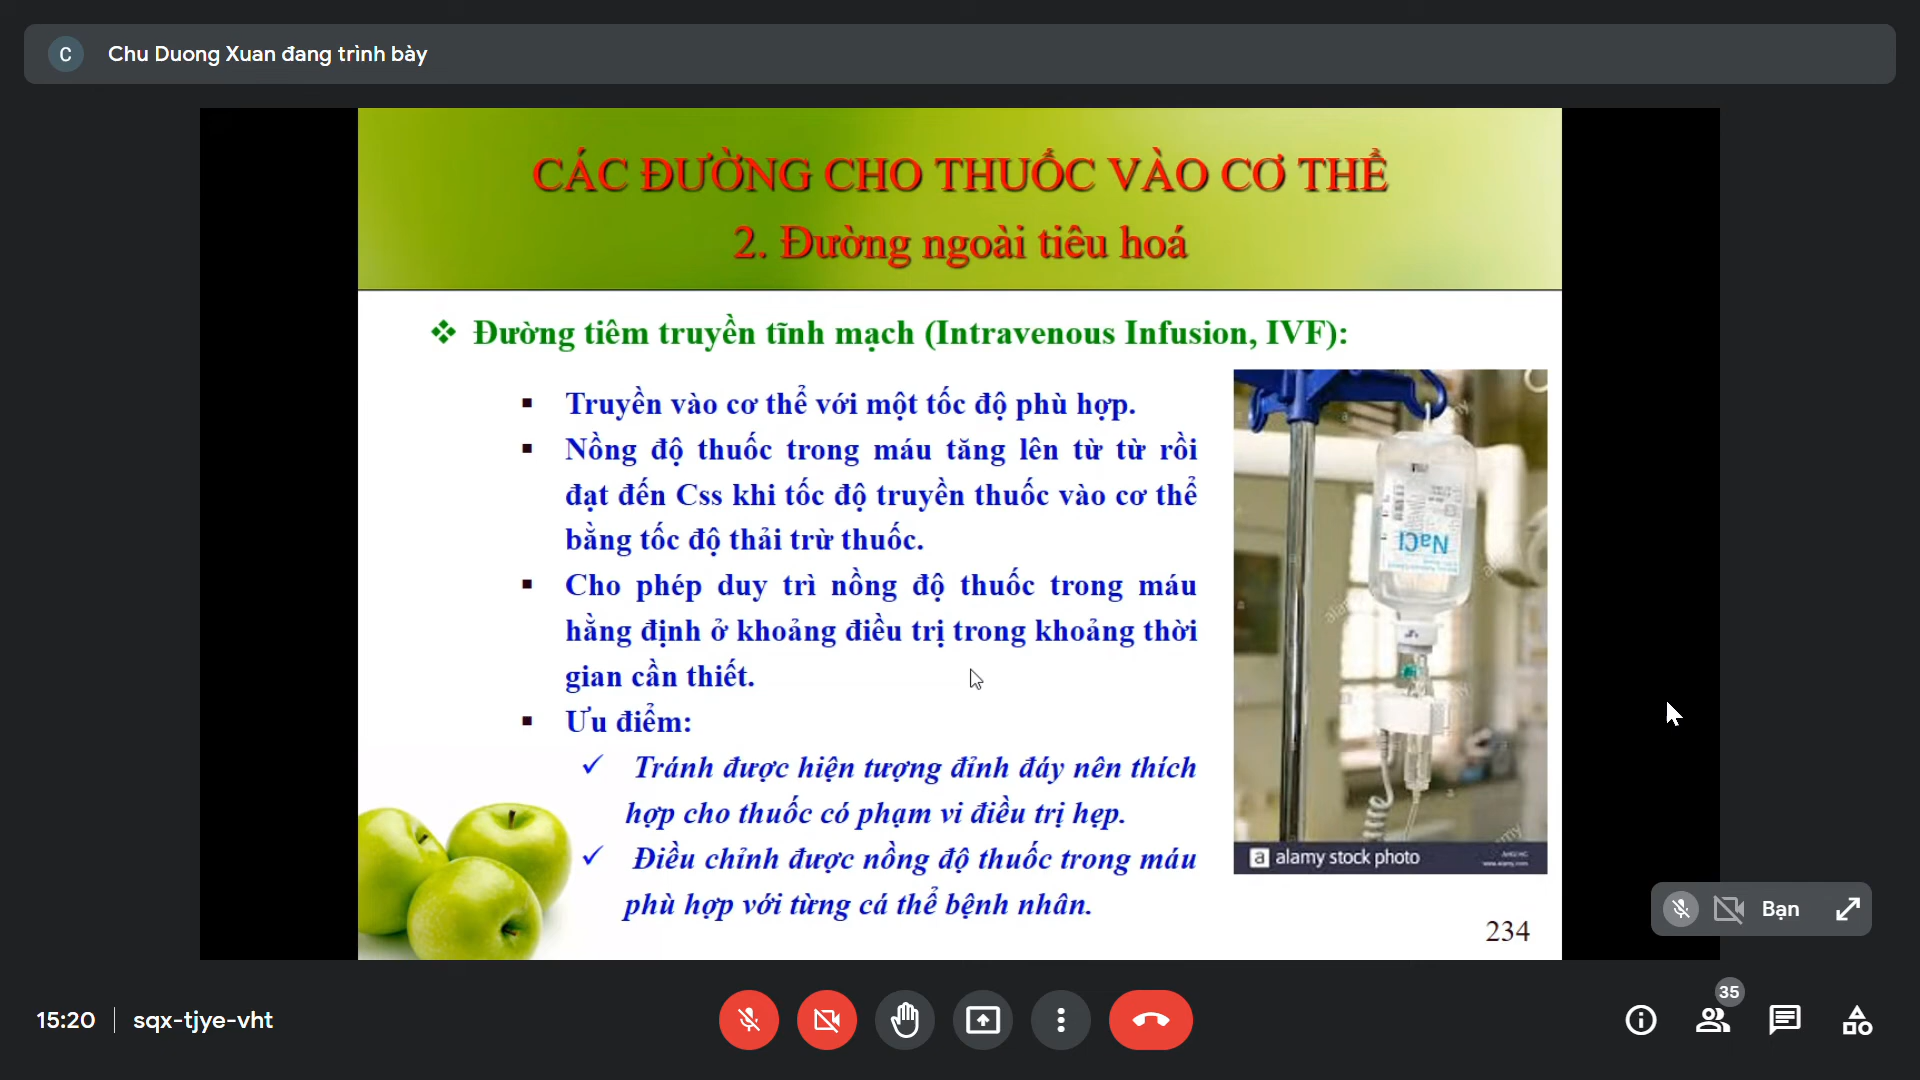 C
Chu Duong Xuan đang trình bày
CÁC ĐƯỜNG CHO THUỐC VÀO CƠ THỂ
2. Đường ngoài tiêu hoá
Đường tiêm truyền tĩnh mạch (Intravenous Infusion, IVF):
Truyền vào cơ thể với một tốc độ phù hợp.
Nồng độ thuốc trong máu tăng lên từ từ rồi
đạt đến Css khi tốc độ truyền thuốc vào cơ thể
bằng tốc độ thải trừ thuốc.
Cho phép duy trì nồng độ thuốc trong máu
hằng định ở khoảng điều trị trong khoảng thời
gian cần thiết.
Ưu điểm:
Tránh được hiện tượng đỉnh đáy nên thích
hợp cho thuốc có phạm vi điều trị hẹp.
Điều chỉnh được nồng độ thuốc trong máu
phù hợp với từng cá thể bệnh nhân.
NaCl
a alamy stock photo
234
Bạn
15:20
sqx-tjye-vht
35